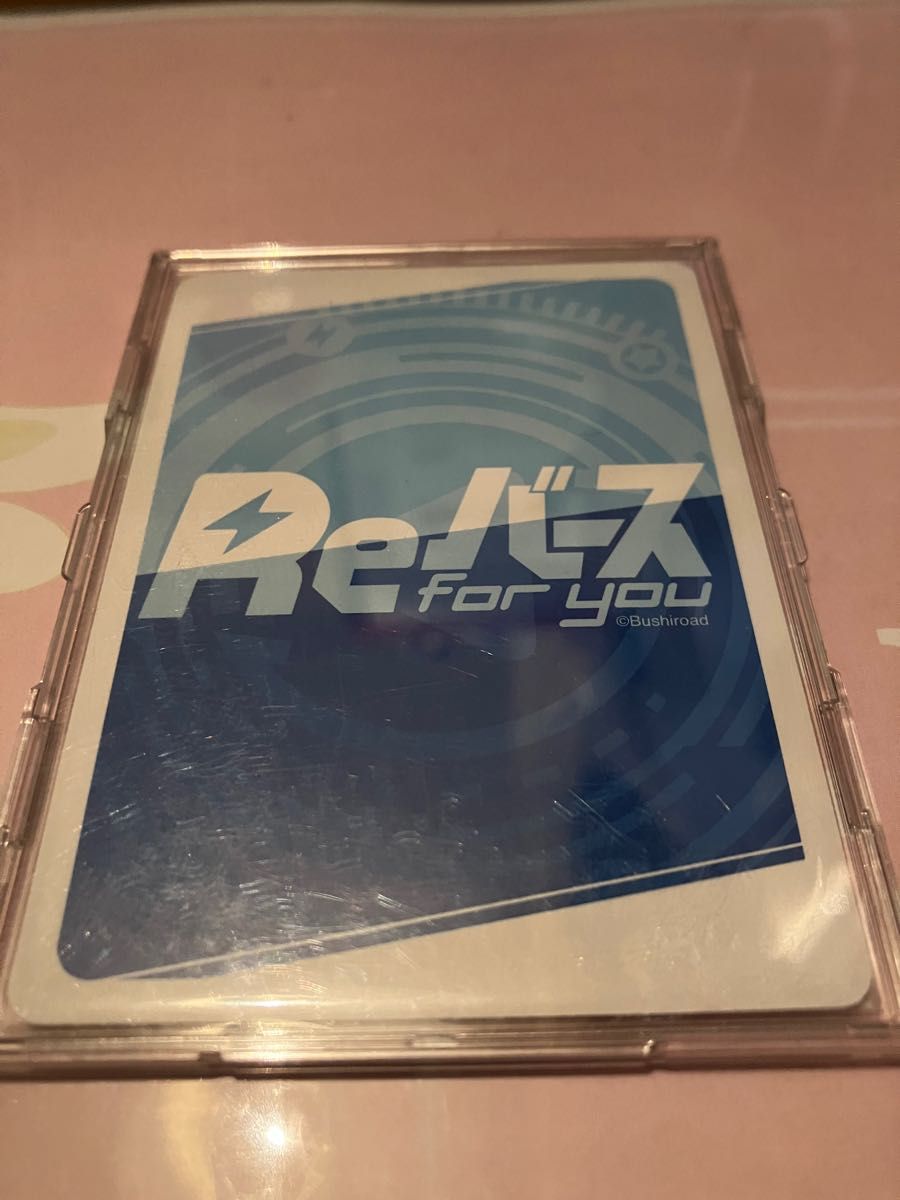 Reバース
for you
©Bushiroad